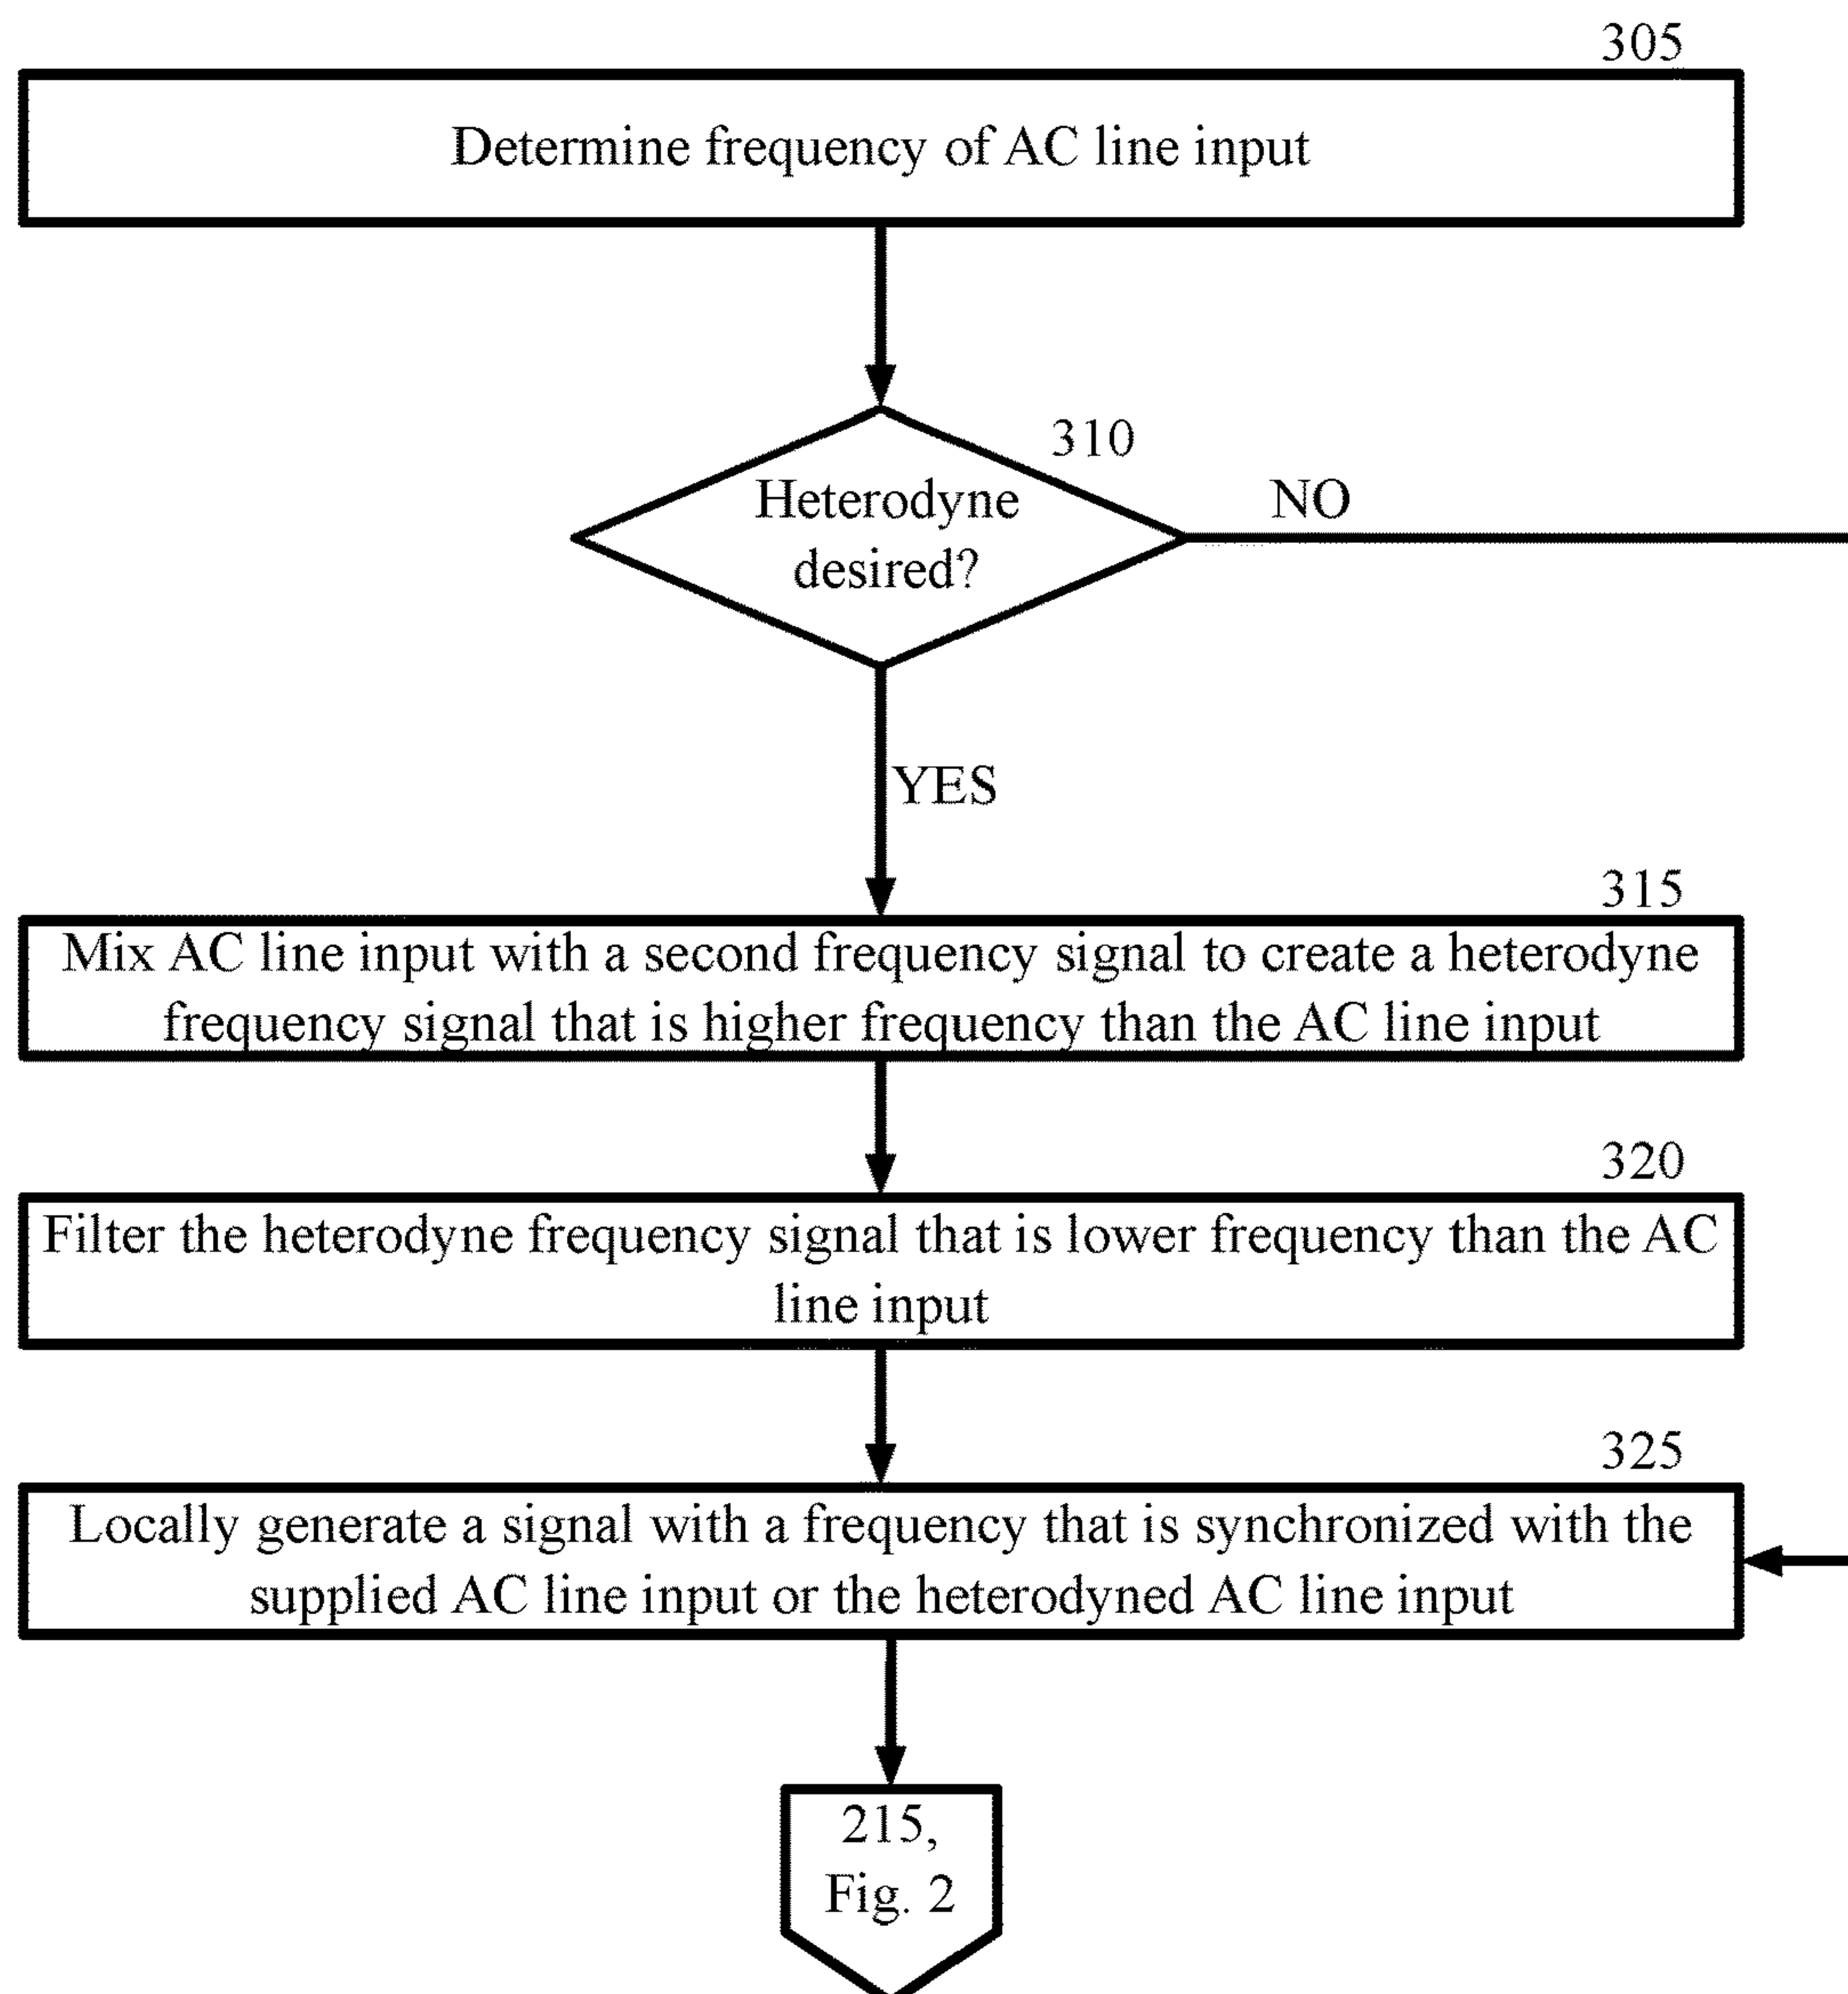 305
Determine frequency of AC line input
310
Heterodyne
desired?
NO
YES
315
Mix AC line input with a second frequency signal to create a heterodyne
frequency signal that is higher frequency than the AC line input
320
Filter the heterodyne frequency signal that is lower frequency than the AC
line input
325
Locally generate a signal with a frequency that is synchronized with the
supplied AC line input or the heterodyned AC line input
215,
Fig. 2